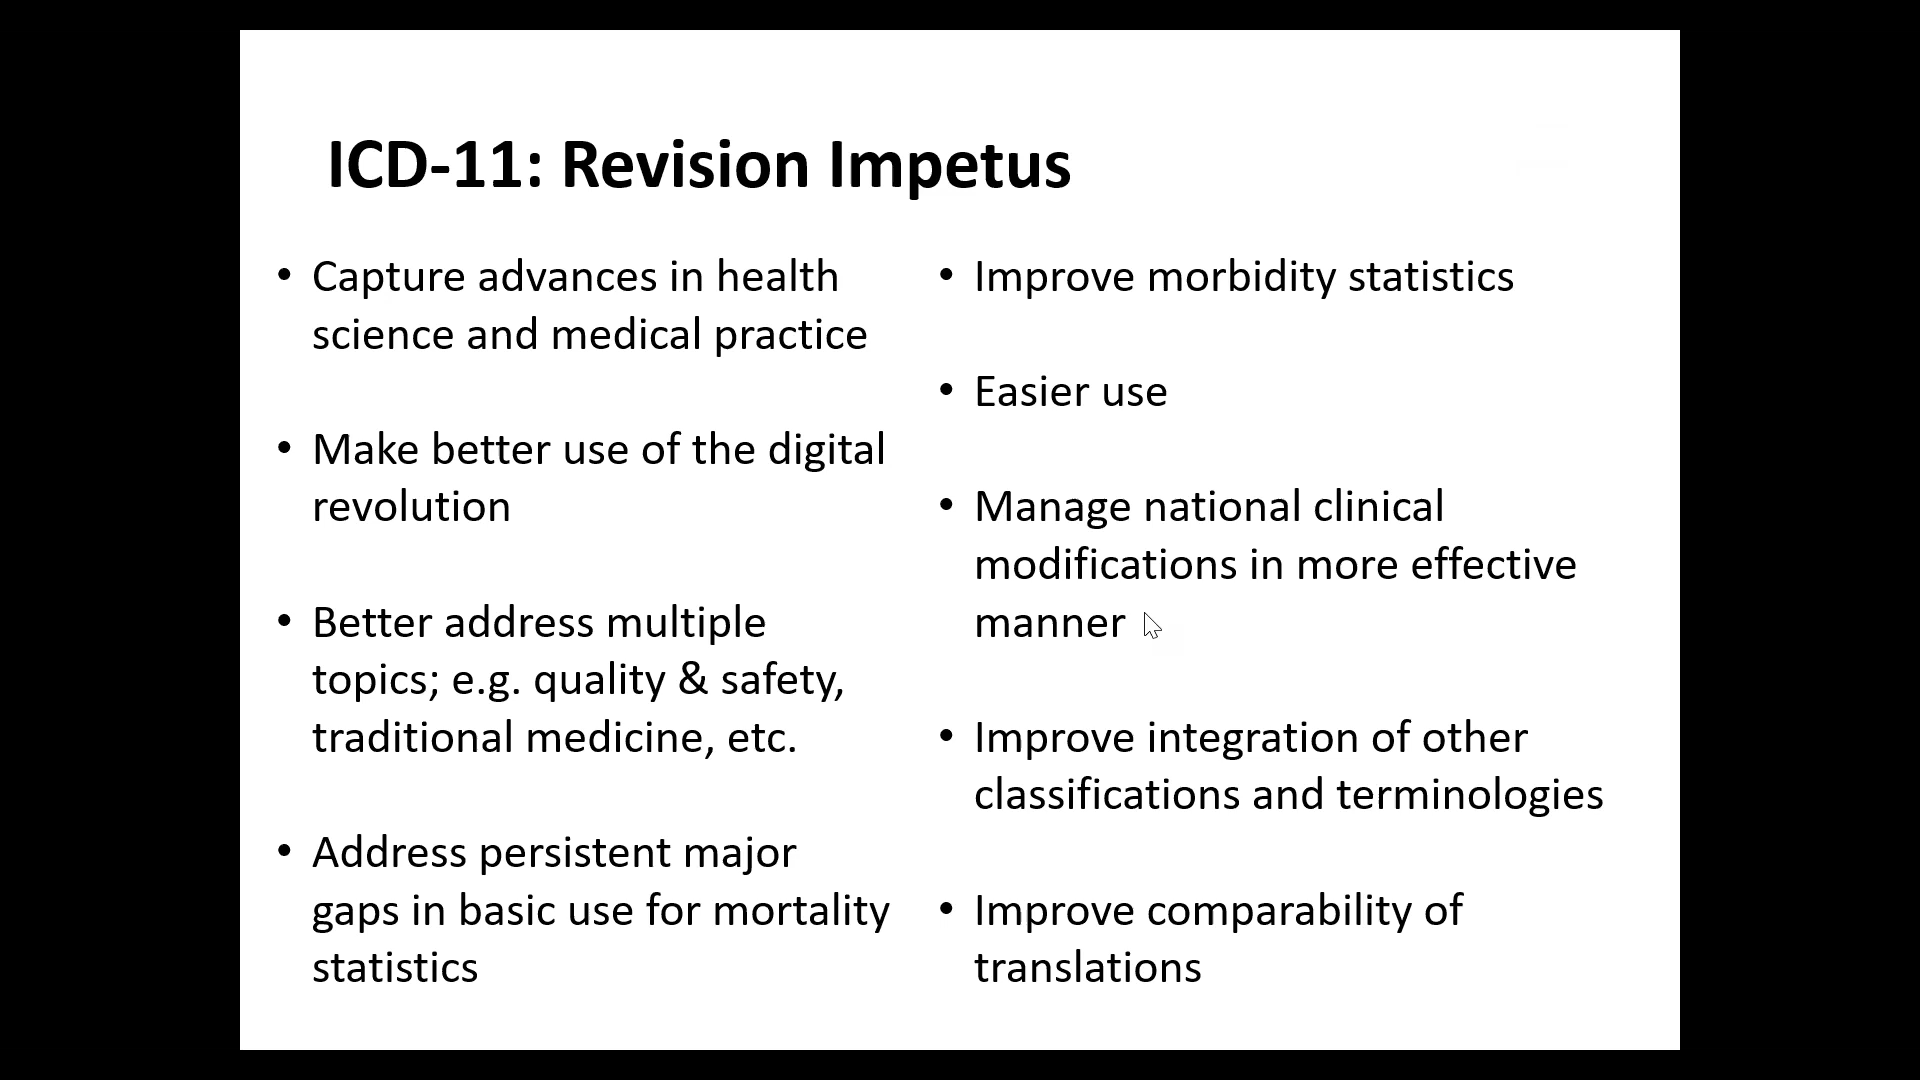 ICD-11: Revision Impetus
• Capture advances in health
science and medical practice
• Make better use of the digital
revolution
• Better address multiple
topics; e.g. quality & safety,
traditional medicine, etc.
• Address persistent major
gaps in basic use for mortality
statistics
• Improve morbidity statistics
• Easier use
• Manage national clinical
modifications in more effective
manner
• Improve integration of other
classifications and terminologies
• Improve comparability of
translations